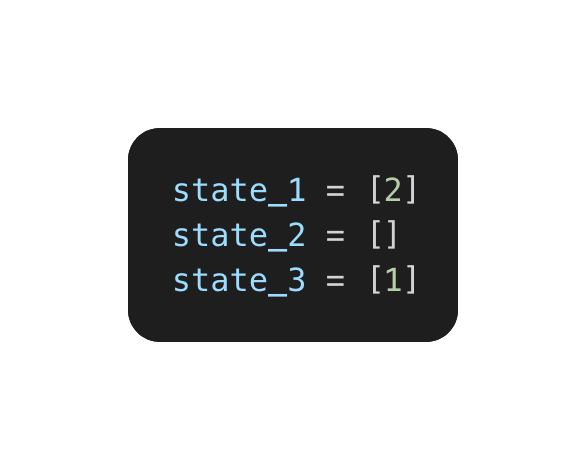 state_1 = [2]
state_2 = []
state_3 = [1]